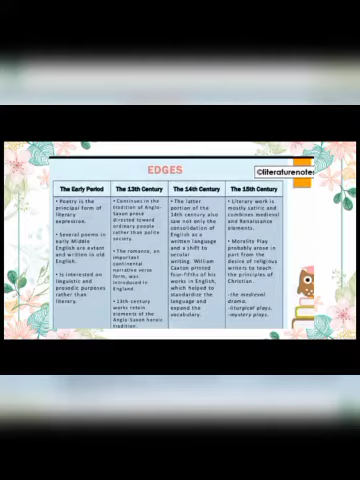 EDGES
©literaturenotes
The Early Period
• Poetry is the
principal form of
literary
expression.
• Several poems in
early Middle
English are extant
and written in old
English.
• Is interested on
linguistic and
prosodic purposes
rather than
literary.
The 13th Century
• Continues in the
tradition of Anglo-
Saxon prose
directed toward
ordinary people
rather than polite
society.
• The romance, an
important
continental
narrative verse
form, was
introduced in
England.
• 13th-century
works retain
elements of the
Anglo-Saxon heroic
tradition.
The 14th Century
• The latter
portion of the
14th century also
saw not only the
consolidation of
English as a
written language
and a shift to
secular
writing. William
Caxton printed
four-fifths of his
works in English,
which helped to
standardize the
language and
expand the
vocabulary.
The 15th Century
• Literary work is
mostly satiric and
combines medieval
and Renaissance
elements.
• Morality Play
probably arose in
part from the
desire of religious
writers to teach
the principles of
Christian.
-the medieval
drama:
-liturgical plays.
-mystery plays.